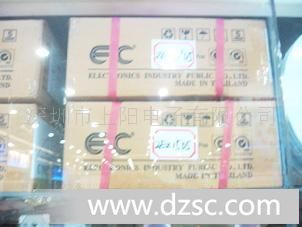 EIC
ELECTRONICS INDUSTRY PUBLIC CO., LTD.
MADE IN THAILAND
深圳市上阳电子有限公司
EIC
ELECTRONICS INDUSTRY PUBLIC CO., LTD.
MADE IN THAILAND
www.dzsc.com